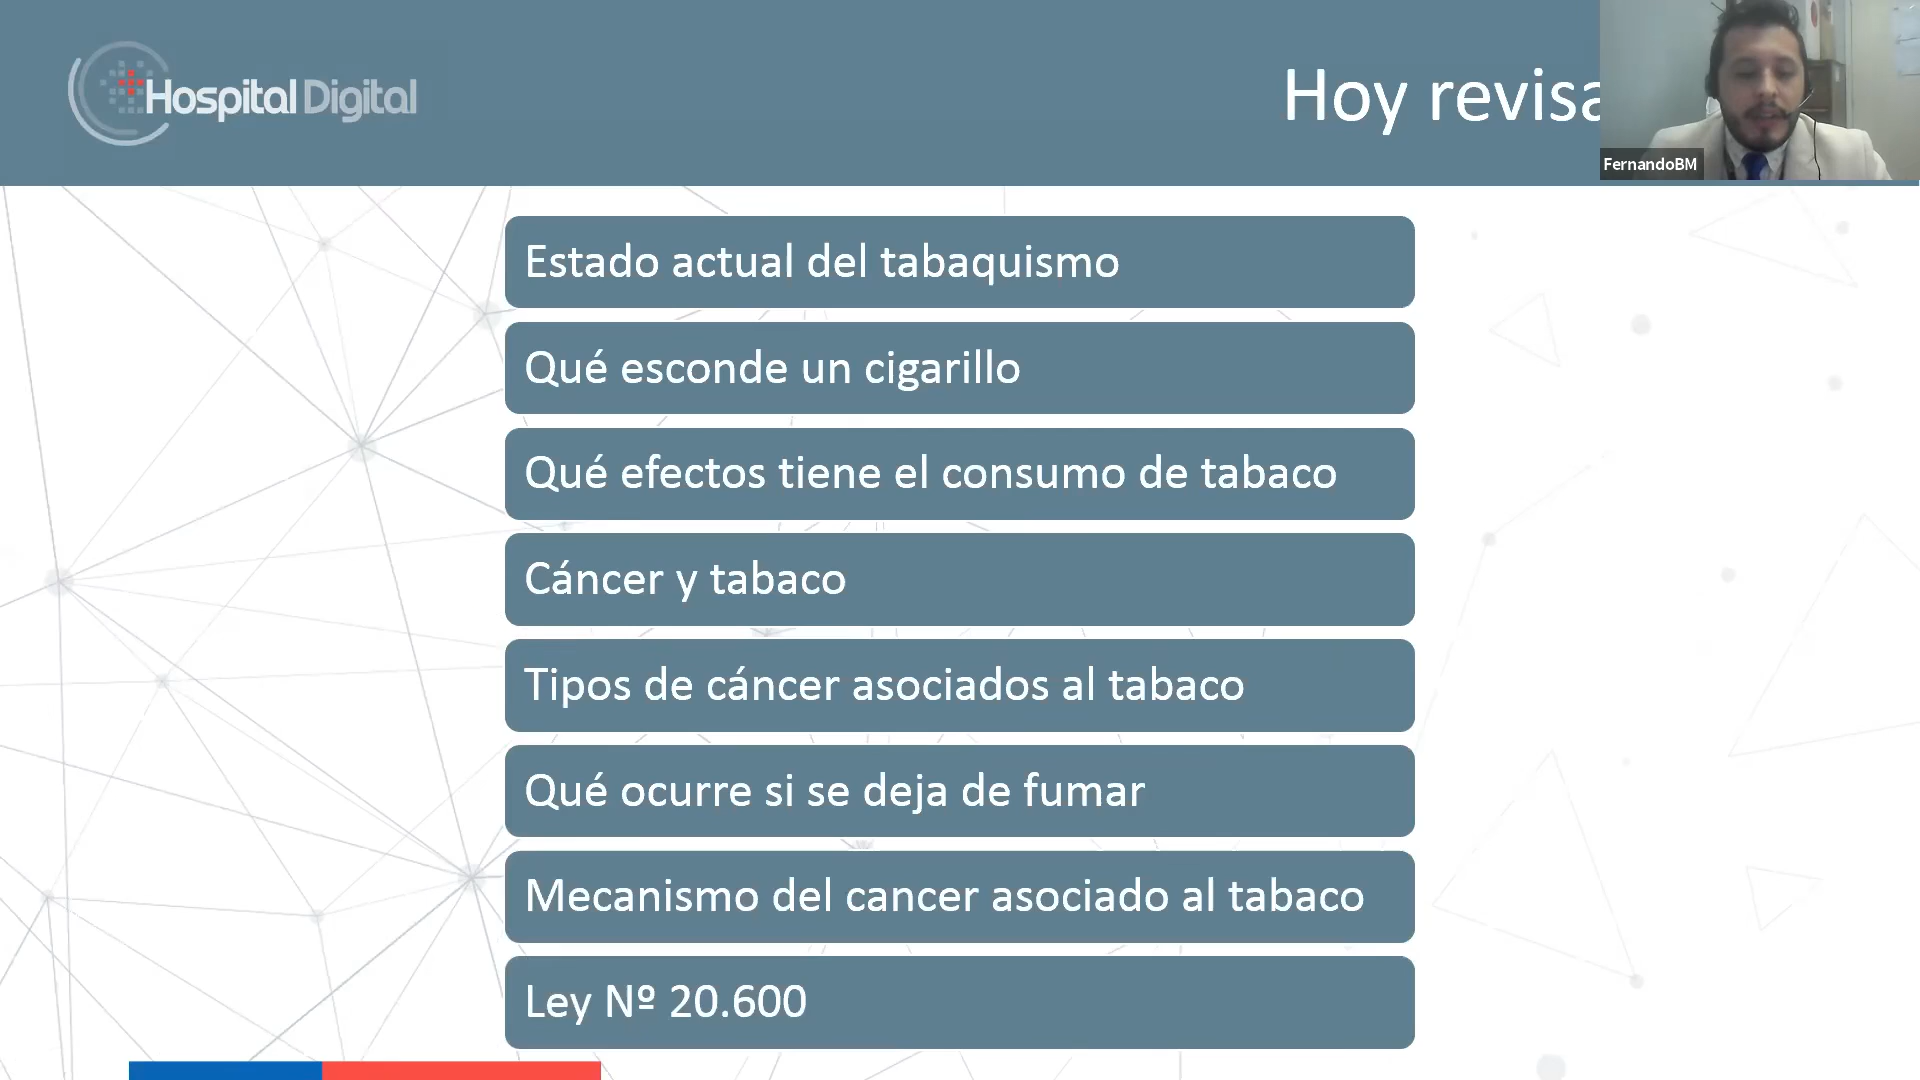 Hospital Digital
Hoy revisa
FernandoBM
Estado actual del tabaquismo
Qué esconde un cigarillo
Qué efectos tiene el consumo de tabaco
Cáncer y tabaco
Tipos de cáncer asociados al tabaco
Qué ocurre si se deja de fumar
Mecanismo del cancer asociado al tabaco
Ley Nº 20.600